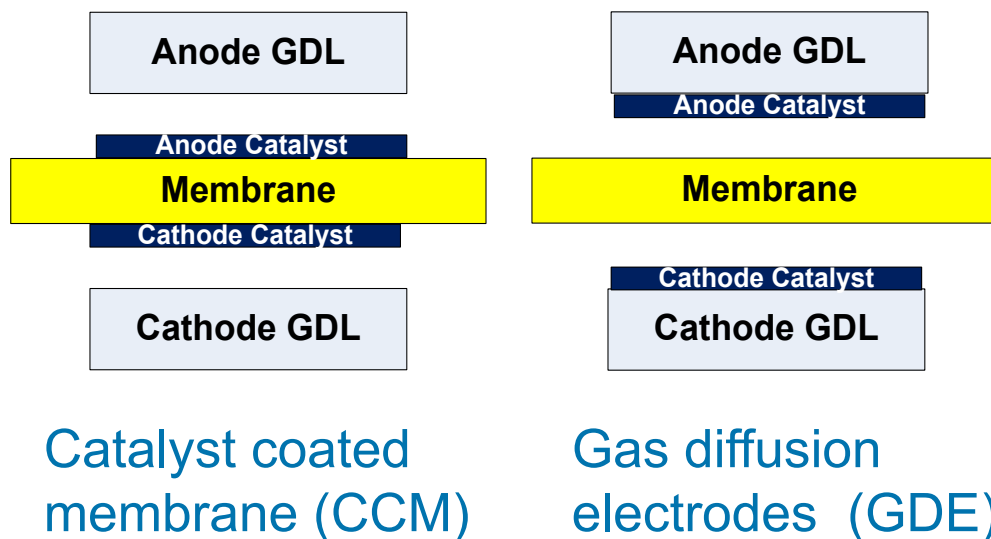 Anode GDL
Anode Catalyst
Membrane
Cathode Catalyst
Cathode GDL
Catalyst coated
membrane (CCM)
Anode GDL
Anode Catalyst
Membrane
Cathode Catalyst
Cathode GDL
Gas diffusion
electrodes (GDE)